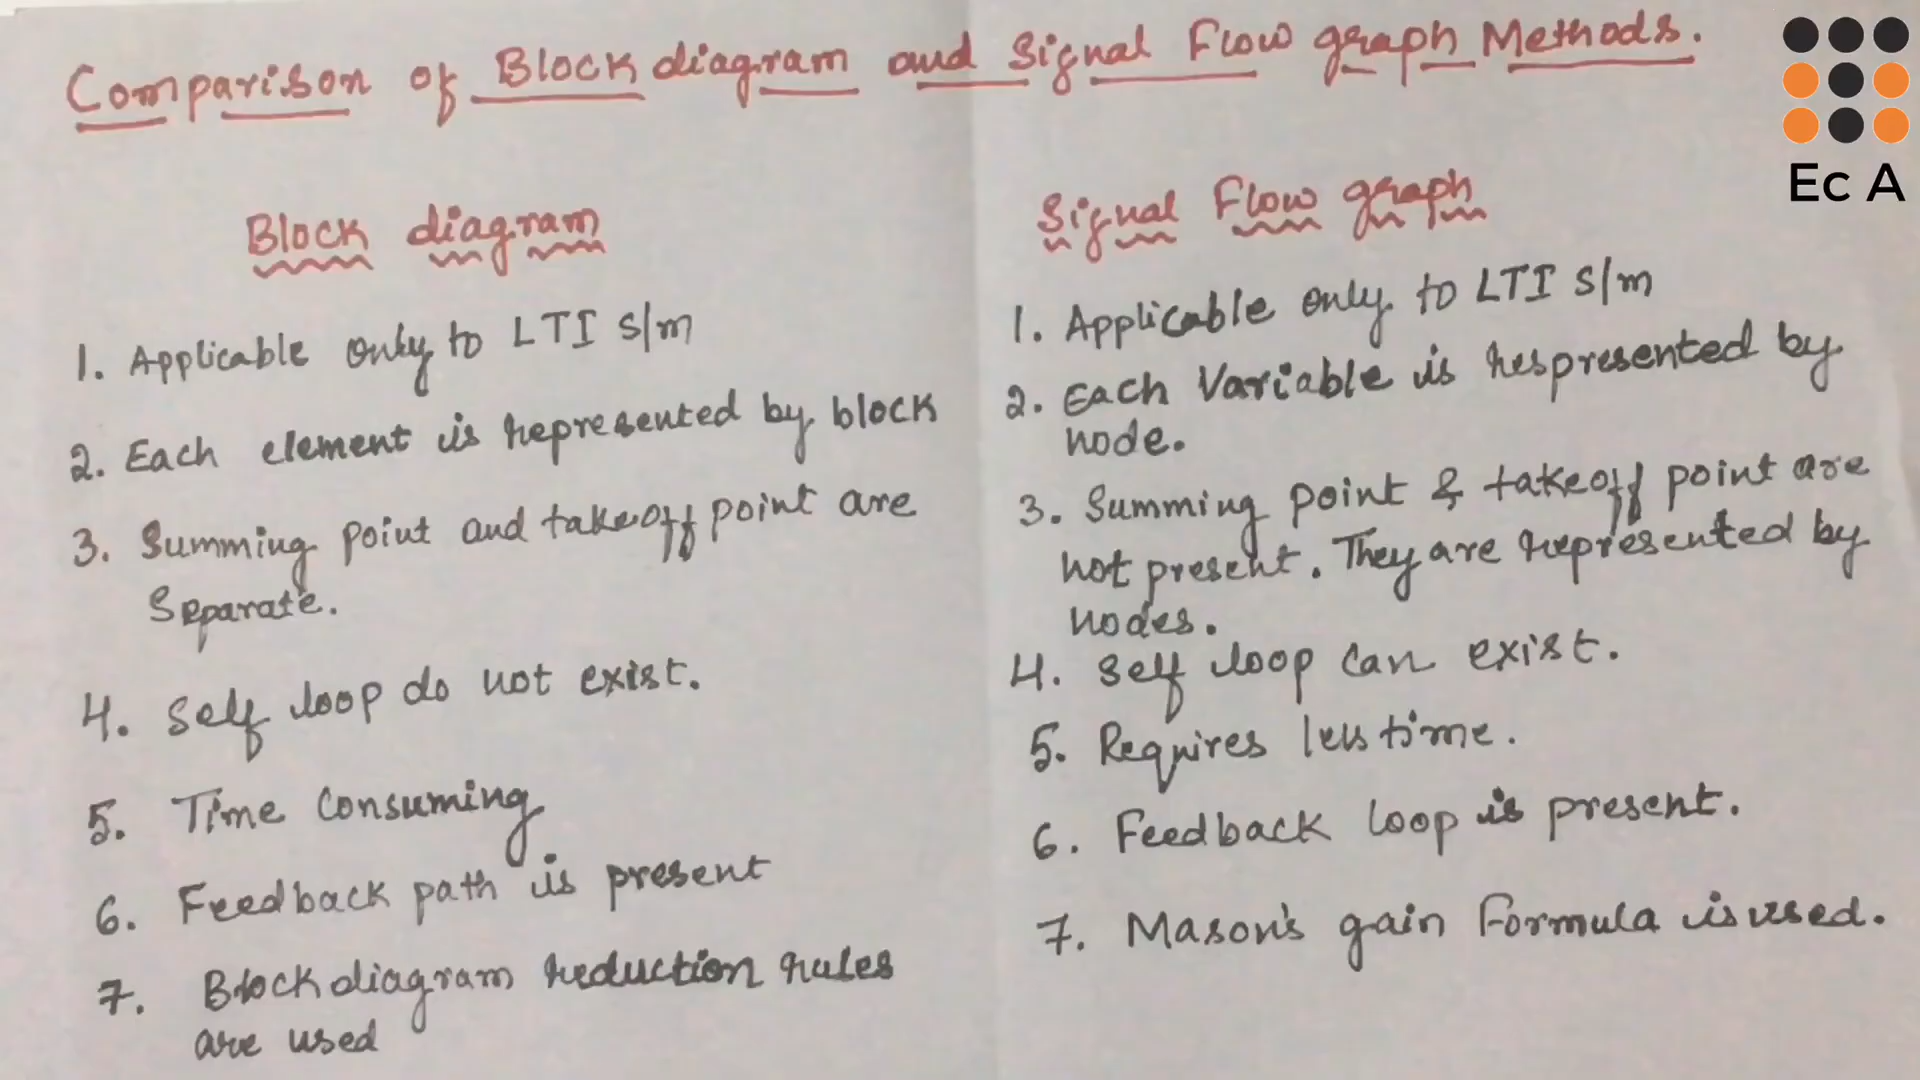 Comparison of Block diagram and Signal Flow graph Methods.
Ec A
Block diagram
1. Applicable only to LTI s/m
2. Each element is represented by block
3. Summing point and takeoff point are
Separate.
4. Self loop do not exist.
5. Time Consuming
6. Feedback path is present
7. Block diagram reduction rules
are used
Signal Flow graph
1. Applicable only to LTI s/m
2. Each Variable is respresented by
node.
3. Summing point & takeoff point are
not present. They are represented by
nodes.
4. Self loop can exist.
5. Requires less time.
6. Feedback loop is present.
7. Mason's gain Formula is used.